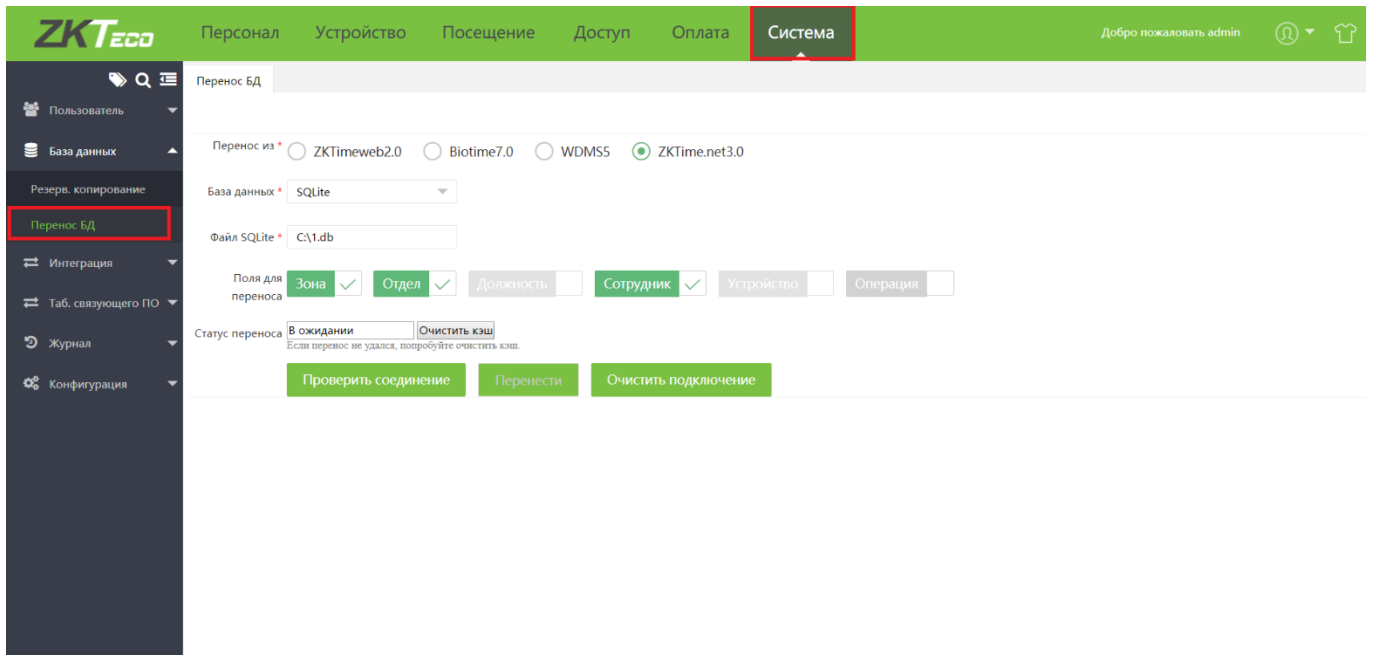 ZKTeco Персонал Устройство Посещение Доступ Оплата Система Добро пожаловать admin
Перенос БД
Пользователь
База данных
Резерв. копирование
Перенос БД
Интеграция
Таб. связующего ПО
Журнал
Конфигурация
Перенос из * ZKTimeweb2.0 Biotime7.0 WDMS5 ZKTime.net3.0
База данных * SQLite
Файл SQLite * C:\1.db
Поля для
переноса
Зона Отдел Должность Сотрудник Устройство Операция
Статус переноса В ожидании Очистить кэш
Если перенос не удался, попробуйте очистить кэш.
Проверить соединение Перенести Очистить подключение